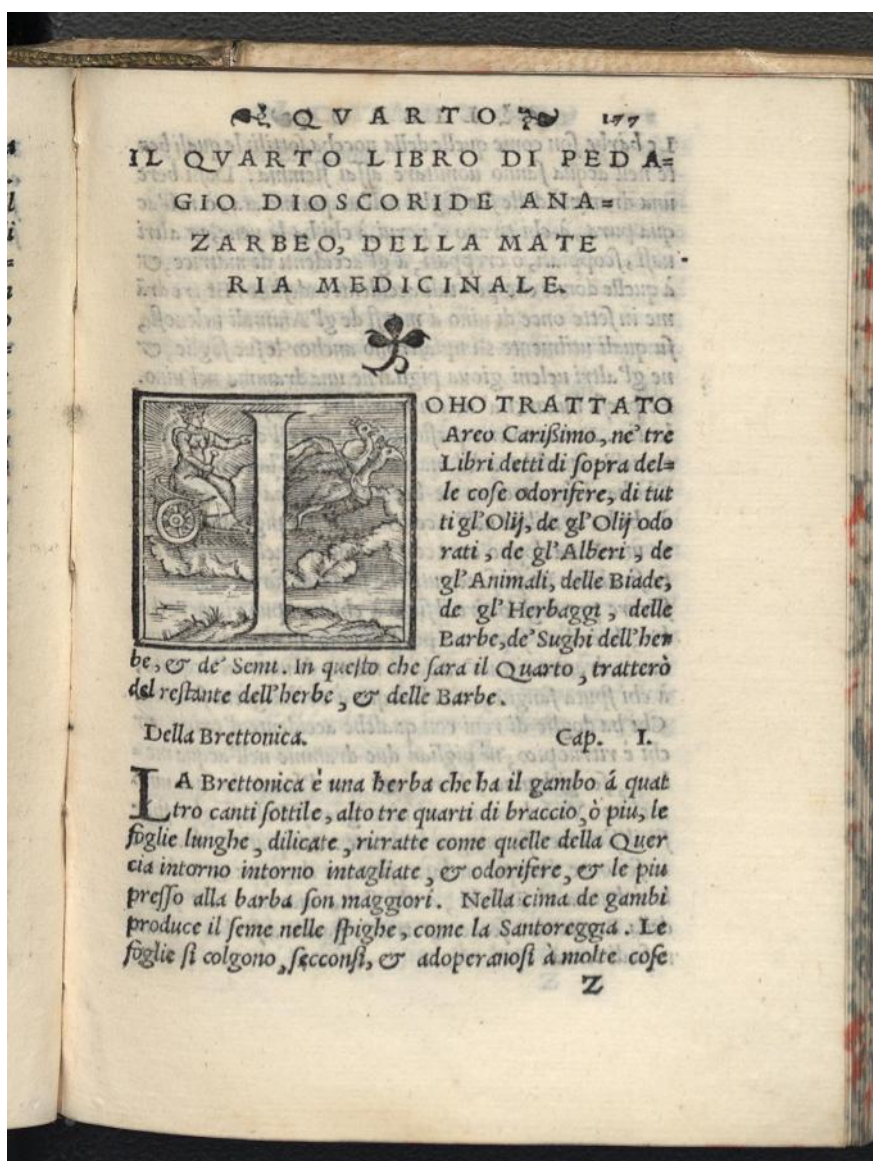 QVARTO 177
IL QVARTO LIBRO DI PEDA=
GIO DIOSCORIDE ANA=
ZARBEO, DELLA MATE
RIA MEDICINALE.
IO HO TRATTATO
Areo Carißimo, ne' tre
Libri detti di ſopra del=
le coſe odorifere, di tut
ti gl'Olij, de gl'Olij odo
rati, de gl'Alberi, de
gl'Animali, delle Biade,
de gl'Herbaggi, delle
Barbe, de' Sughi dell'her
be, & de' Semi. In queſto che ſara il Quarto, tratterò
del reſtante dell'herbe, & delle Barbe.
Della Brettonica. Cap. I.
LA Brettonica è una herba che ha il gambo á quat
tro canti ſottile, alto tre quarti di braccio, ò piu, le
foglie lunghe, dilicate, ritratte come quelle della Quer
cia intorno intorno intagliate, & odorifere, & le piu
preſſo alla barba ſon maggiori. Nella cima de gambi
produce il ſeme nelle ſpighe, come la Santoreggia. Le
foglie ſi colgono, ſecconſi, & adoperanoſi à molte coſe
Z